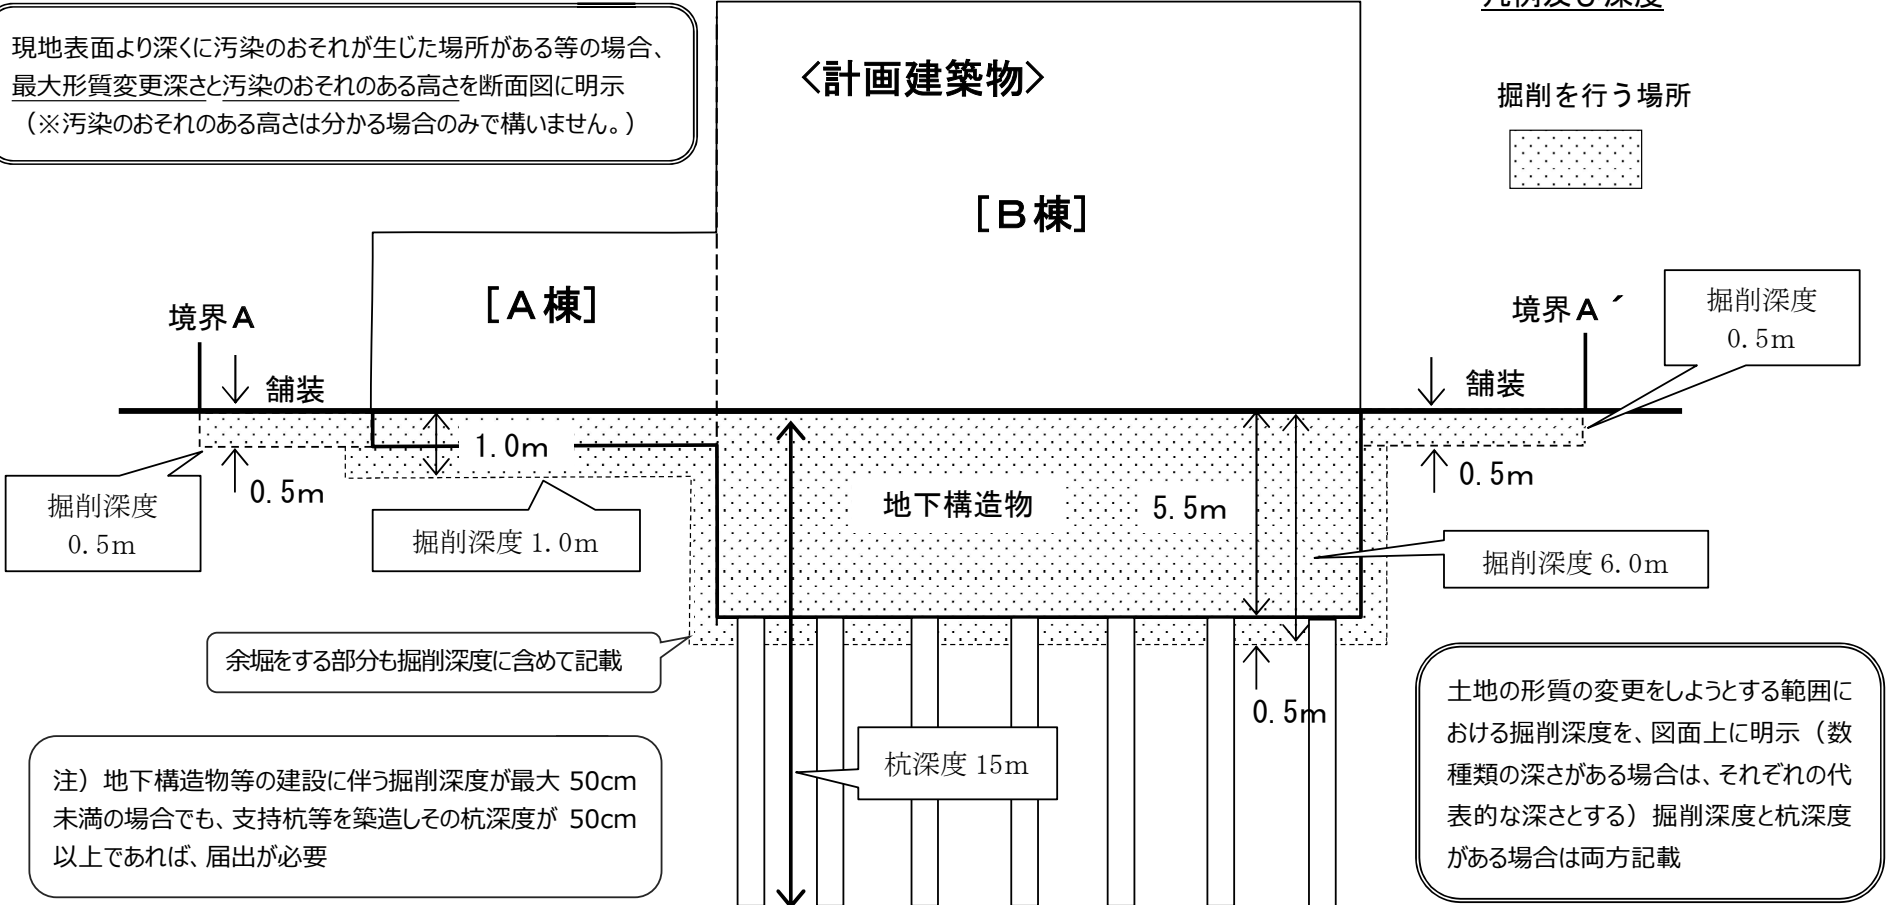 凡例及び深度
現地表面より深くに汚染のおそれが生じた場所がある等の場合、
最大形質変更深さと汚染のおそれのある高さを断面図に明示
（※汚染のおそれのある高さは分かる場合のみで構いません。）
＜計画建築物＞
掘削を行う場所
［Ｂ棟］
［Ａ棟］
境界Ａ
境界Ａ´
掘削深度
0.5m
舗装
舗装
1.0m
0.5m
0.5m
掘削深度
0.5m
掘削深度 1.0m
地下構造物
5.5m
掘削深度 6.0m
余堀をする部分も掘削深度に含めて記載
0.5m
杭深度 15m
注）地下構造物等の建設に伴う掘削深度が最大 50cm
未満の場合でも、支持杭等を築造しその杭深度が 50cm
以上であれば、届出が必要
土地の形質の変更をしようとする範囲に
おける掘削深度を、図面上に明示（数
種類の深さがある場合は、それぞれの代
表的な深さとする）掘削深度と杭深度
がある場合は両方記載